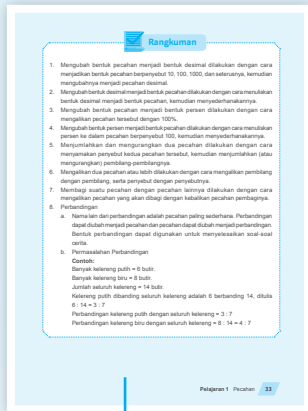 Rangkuman
1. Mengubah bentuk pecahan menjadi bentuk desimal dilakukan dengan cara
menjadikan bentuk pecahan berpenyebut 10, 100, 1000, dan seterusnya, kemudian
mengubahnya menjadi pecahan desimal.
2. Mengubah bentuk desimal menjadi bentuk pecahan dilakukan dengan cara menuliskan
bentuk desimal menjadi bentuk pecahan, kemudian menyederhanakannya.
3. Mengubah bentuk pecahan menjadi bentuk persen dilakukan dengan cara
mengalikan pecahan tersebut dengan 100%.
4. Mengubah bentuk persen menjadi bentuk pecahan dilakukan dengan cara menuliskan
persen ke dalam pecahan berpenyebut 100, kemudian menyederhanakannya.
5. Menjumlahkan dan mengurangkan dua pecahan dilakukan dengan cara
menyamakan penyebut kedua pecahan tersebut, kemudian menjumlahkan (atau
mengurangkan) pembilang-pembilangnya.
6. Mengalikan dua pecahan atau lebih dilakukan dengan cara mengalikan pembilang
dengan pembilang, serta penyebut dengan penyebutnya.
7. Membagi suatu pecahan dengan pecahan lainnya dilakukan dengan cara
mengalikan pecahan yang akan dibagi dengan kebalikan pecahan pembaginya.
8. Perbandingan
a. Nama lain dari perbandingan adalah pecahan paling sederhana. Perbandingan
dapat diubah menjadi pecahan dan pecahan dapat diubah menjadi perbandingan.
Bentuk perbandingan dapat digunakan untuk menyelesaikan soal-soal
cerita.
b. Permasalahan Perbandingan
Contoh:
Banyak kelereng putih = 6 butir.
Banyak kelereng biru = 8 butir.
Jumlah seluruh kelereng = 14 butir.
Kelereng putih dibanding seluruh kelereng adalah 6 berbanding 14, ditulis
6 : 14 = 3 : 7
Perbandingan kelereng putih dengan seluruh kelereng = 3 : 7
Perbandingan kelereng biru dengan seluruh kelereng = 8 : 14 = 4 : 7
Pelajaran 1 Pecahan 33